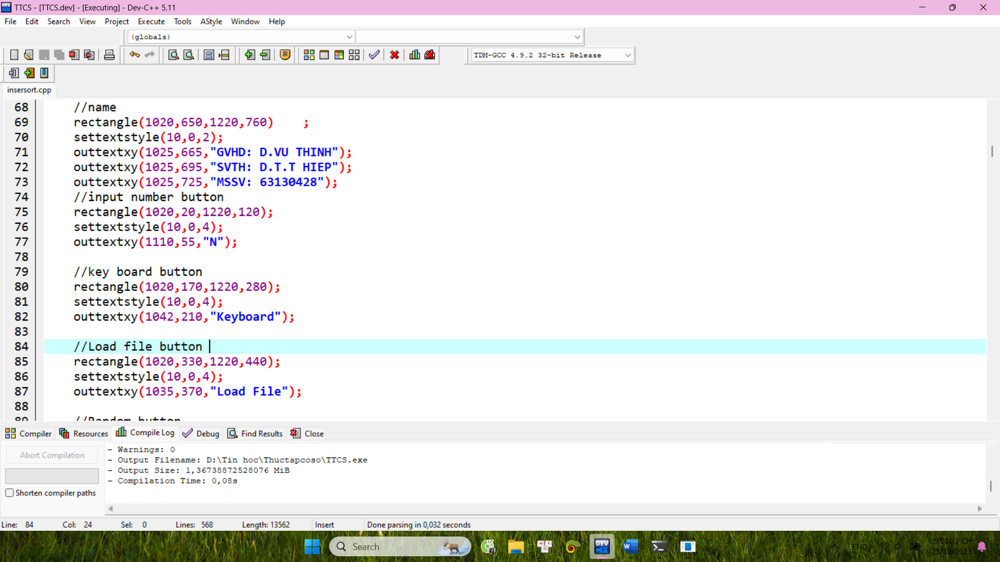 TTCS - [TTCS.dev] - [Executing] - Dev-C++ 5.11
File Edit Search View Project Execute Tools AStyle Window Help
(globals)
TDM-GCC 4.9.2 32-bit Release
insersort.cpp
68 //name
69 rectangle(1020,650,1220,760)    ;
70 settextstyle(10,0,2);
71 outtextxy(1025,665,"GVHD: D.VU THINH");
72 outtextxy(1025,695,"SVTH: D.T.T HIEP");
73 outtextxy(1025,725,"MSSV: 63130428");
74 //input number button
75 rectangle(1020,20,1220,120);
76 settextstyle(10,0,4);
77 outtextxy(1110,55,"N");
78
79 //key board button
80 rectangle(1020,170,1220,280);
81 settextstyle(10,0,4);
82 outtextxy(1042,210,"Keyboard");
83
84 //Load file button
85 rectangle(1020,330,1220,440);
86 settextstyle(10,0,4);
87 outtextxy(1035,370,"Load File");
88
89 //Random button
Compiler Resources Compile Log Debug Find Results Close
Abort Compilation
Shorten compiler paths
- Warnings: 0
- Output Filename: D:\Tin hoc\Thuctapcoso\TTCS.exe
- Output Size: 1,36738872528076 MiB
- Compilation Time: 0,08s
Line: 84 Col: 24 Sel: 0 Lines: 568 Length: 13562 Insert Done parsing in 0,032 seconds
Search
DEV C++
W
ENG
9:01:32 CH
25/12/2023